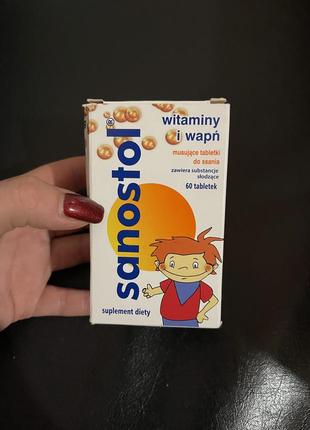 witaminy
i wapń
musujące tabletki
do ssania
zawiera substancje
słodzące
60 tabletek
sanostol®
suplement diety